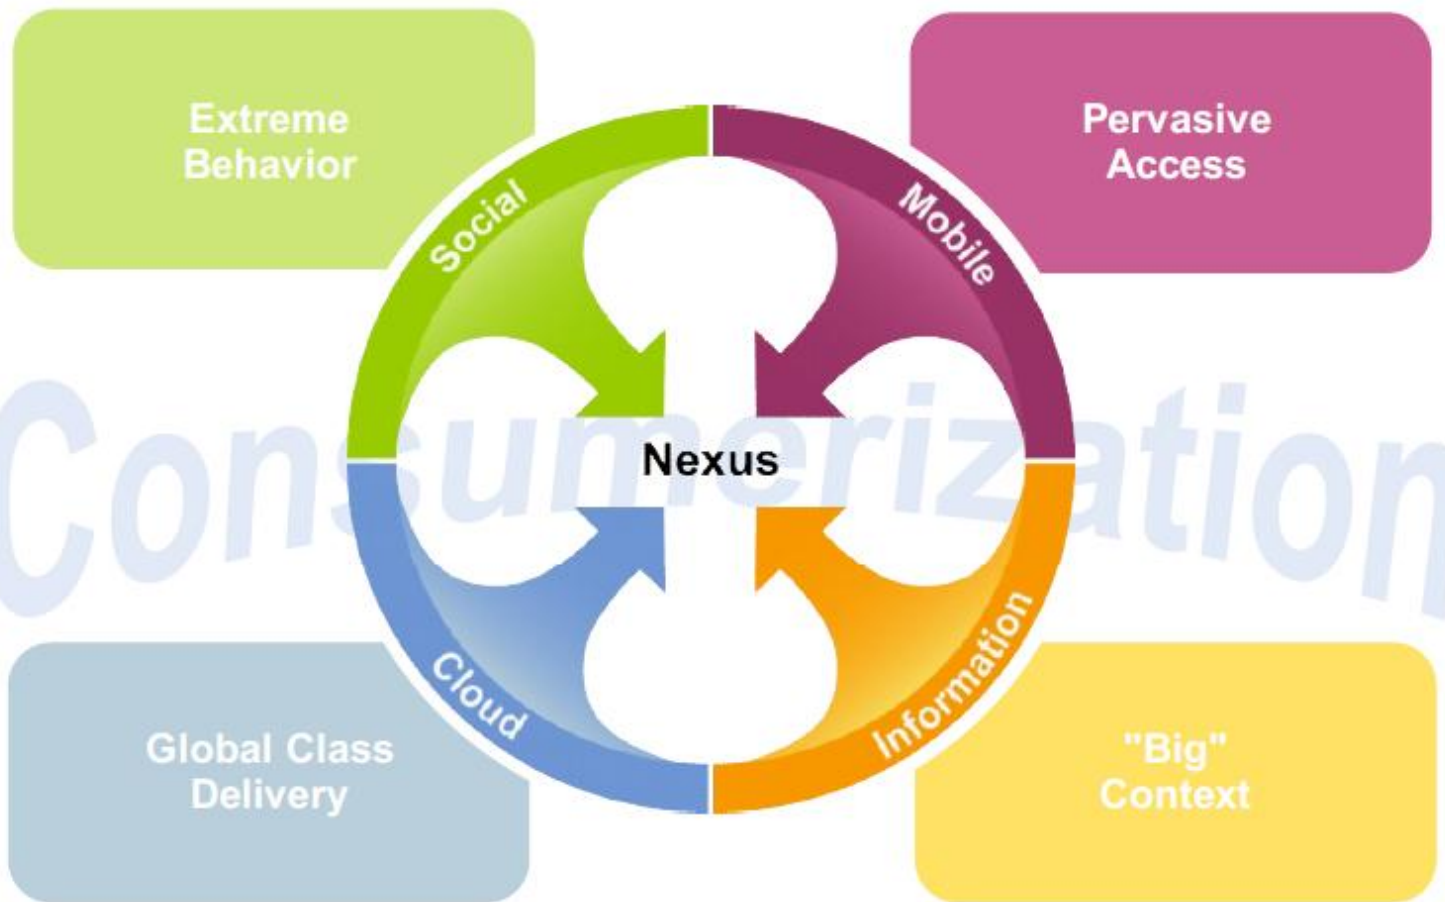 Extreme
Behavior
Pervasive
Access
Social
Mobile
Consumerization
Nexus
Cloud
Information
Global Class
Delivery
"Big"
Context